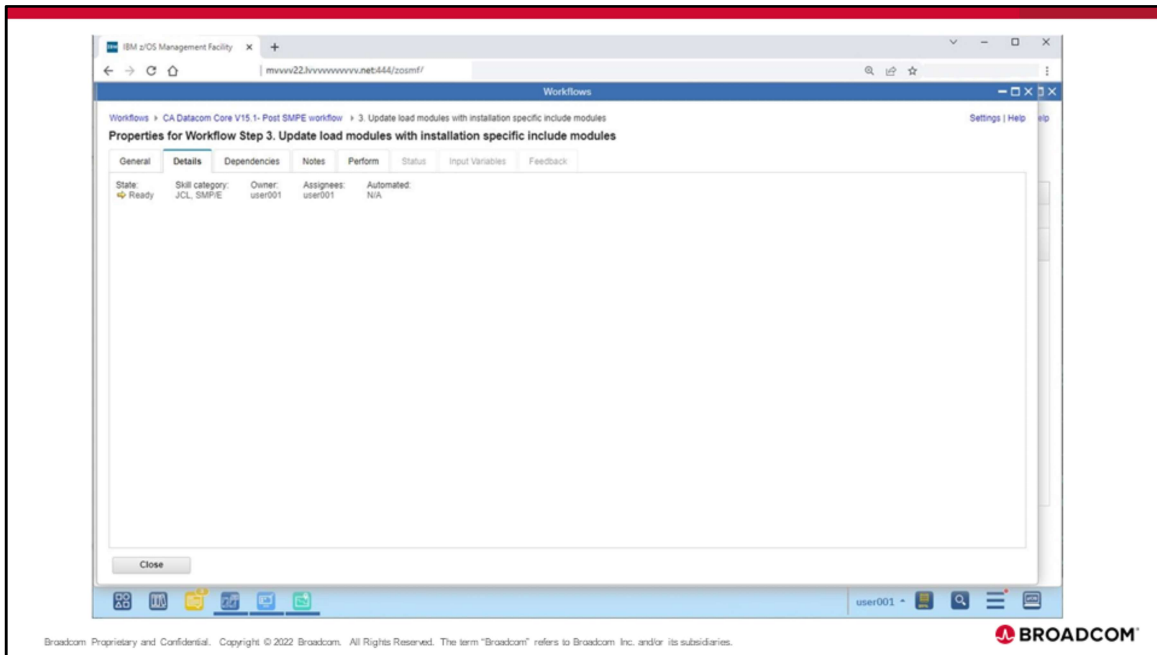 IBM z/OS Management Facility
mvvvv22.lvvvvvvvvvv.net:444/zosmf/
Workflows
Workflows CA Datacom Core V15.1- Post SMPE workflow 3. Update load modules with installation specific include modules
Settings | Help
elp
Properties for Workflow Step 3. Update load modules with installation specific include modules
General Details Dependencies Notes Perform Status Input Variables Feedback
State: Skill category: Owner: Assignees: Automated:
Ready JCL, SMP/E user001 user001 N/A
Close
user001
Broadcom Proprietary and Confidential. Copyright © 2022 Broadcom. All Rights Reserved. The term "Broadcom" refers to Broadcom Inc. and/or its subsidiaries.
BROADCOM